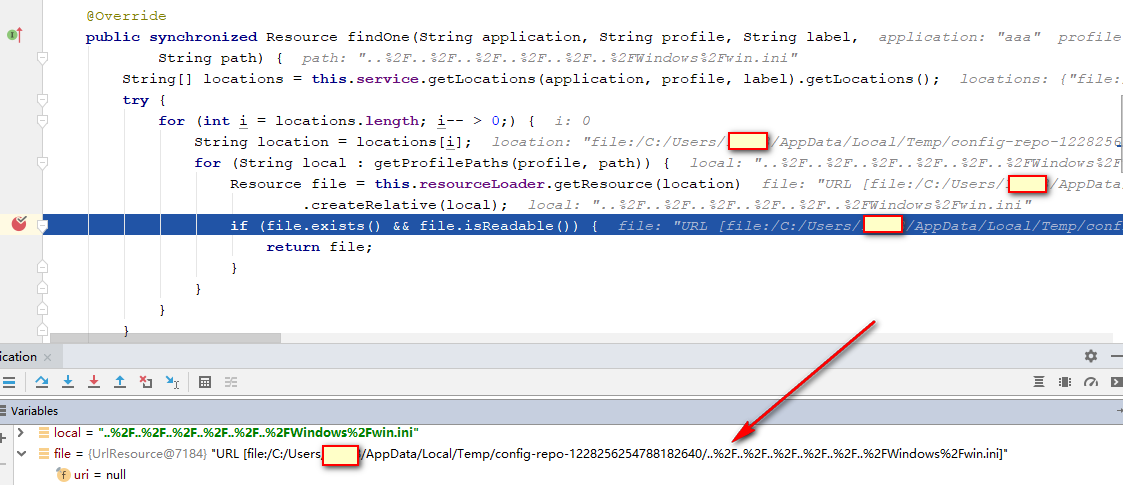 @Override
public synchronized Resource findOne(String application, String profile, String label, application: "aaa" profile
String path) { path: "..%2F..%2F..%2F..%2F..%2F..%2FWindows%2Fwin.ini"
String[] locations = this.service.getLocations(application, profile, label).getLocations(); locations: {"file:
try {
for (int i = locations.length; i-- > 0;) { i: 0
String location = locations[i]; location: "file:/C:/Users/ /AppData/Local/Temp/config-repo-1228256
for (String local : getProfilePaths(profile, path)) { local: "..%2F..%2F..%2F..%2F..%2F..%2FWindows%2F
Resource file = this.resourceLoader.getResource(location) file: "URL [file:/C:/Users/ /AppData/
.createRelative(local); local: "..%2F..%2F..%2F..%2F..%2F..%2FWindows%2Fwin.ini"
if (file.exists() && file.isReadable()) { file: "URL [file:/C:/Users/ /AppData/Local/Temp/conf
return file;
}
}
}
}
ication ×
Variables
local = "..%2F..%2F..%2F..%2F..%2F..%2FWindows%2Fwin.ini"
file = {UrlResource@7184} "URL [file:/C:/Users /AppData/Local/Temp/config-repo-1228256254788182640/..%2F..%2F..%2F..%2F..%2F..%2FWindows%2Fwin.ini]"
f uri = null